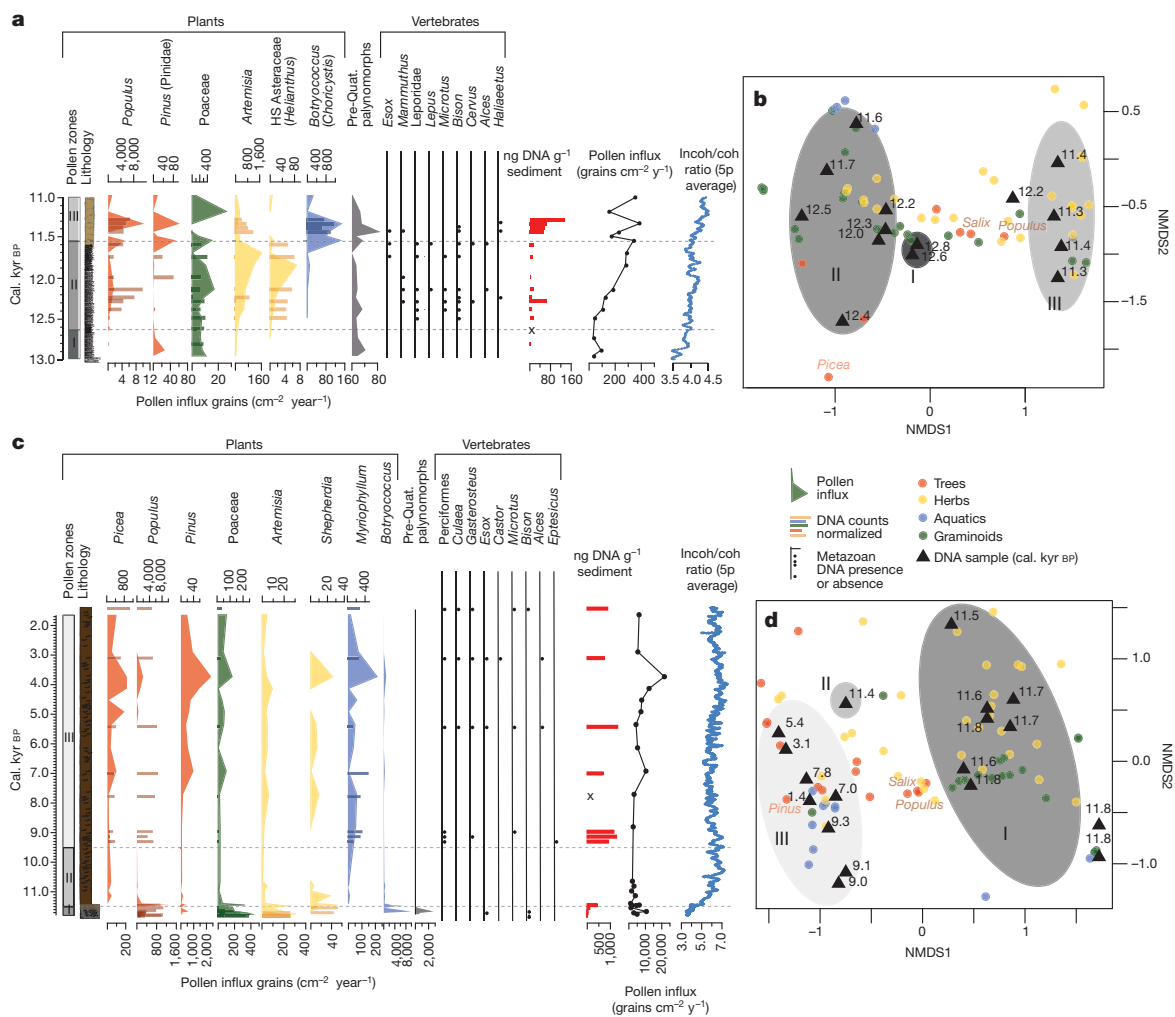 a
Plants
Vertebrates
Pollen zones
Lithology
Populus
Pinus (Pinidae)
Poaceae
Artemisia
HS Asteraceae
(Helianthus)
Botryococcus
(Choricystis)
Pre-Quat.
palynomorphs
Esox
Mammuthus
Leporidae
Lepus
Microtus
Bison
Cervus
Alces
Haliaeetus
4,000
8,000
40
80
400
800
1,600
40
80
400
800
ng DNA g–1
sediment
Pollen influx
(grains cm–2 y–1)
Incoh/coh
ratio (5p
average)
Cal. kyr BP
11.0
11.5
12.0
12.5
13.0
III
II
I
x
4 8 12 40 80 20 160 4 8 160 80
0 80 160
200 400
3.5 4.0 4.5
Pollen influx grains (cm–2 year–1)
b
11.6
11.7
12.5
12.2
12.3
12.0
12.8
12.6
12.4
12.2
11.4
11.3
11.4
11.3
II
I
III
Salix
Populus
Picea
0.5
–0.5
–1.5
NMDS2
–1 0 1
NMDS1
c
Plants
Vertebrates
Pollen zones
Lithology
Picea
Populus
Pinus
Poaceae
Artemisia
Shepherdia
Myriophyllum
Botryococcus
Pre-Quat.
palynomorphs
Perciformes
Culaea
Gasterosteus
Esox
Castor
Microtus
Bison
Alces
Eptesicus
800
4,000
8,000
40
100
200
10
20
20
40
400
ng DNA g–1
sediment
Incoh/coh
ratio (5p
average)
Cal. kyr BP
2.0
3.0
4.0
5.0
6.0
7.0
8.0
9.0
10.0
11.0
III
II
I
x
200
800
1,600
1,000
2,000
200
400
200
40
100
200
4,000
8,000
2,000
500
1,000
10,000
20,000
3.0
5.0
7.0
Pollen influx grains (cm–2 year–1)
Pollen influx
(grains cm–2 y–1)
Pollen
influx
DNA counts
normalized
Metazoan
DNA presence
or absence
Trees
Herbs
Aquatics
Graminoids
DNA sample (cal. kyr BP)
d
11.5
11.4
11.6
11.8
11.7
11.7
11.6
11.8
11.8
11.8
5.4
3.1
7.8
1.4
7.0
9.3
9.1
9.0
II
I
III
Salix
Populus
Pinus
1.0
0.0
–1.0
NMDS2
–1 0 1
NMDS1